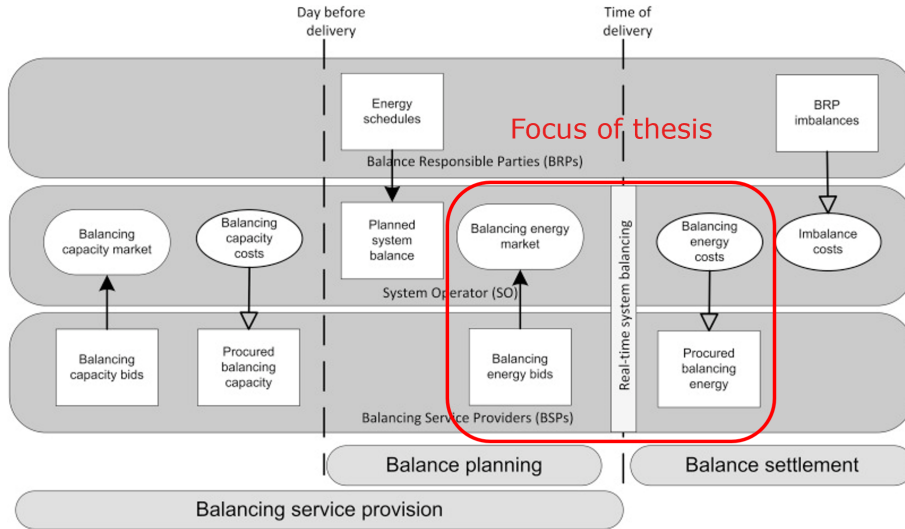 Day before
delivery
Time of
delivery
Energy
schedules
BRP
imbalances
Focus of thesis
Balance Responsible Parties (BRPs)
Balancing
capacity market
Balancing
capacity
costs
Planned
system
balance
Balancing energy
market
Balancing
energy costs
Imbalance
costs
System Operator (SO)
Real-time system balancing
Balancing
capacity bids
Procured
balancing
capacity
Balancing
energy bids
Procured
balancing
energy
Balancing Service Providers (BSPs)
Balance planning
Balance settlement
Balancing service provision